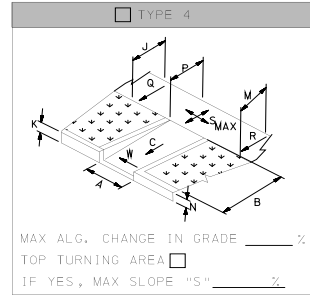 TYPE 4
J
P
M
Q
K
S MAX
R
C
W
A
N
B
MAX ALG. CHANGE IN GRADE ______ %
TOP TURNING AREA
IF YES, MAX SLOPE "S" ______ %